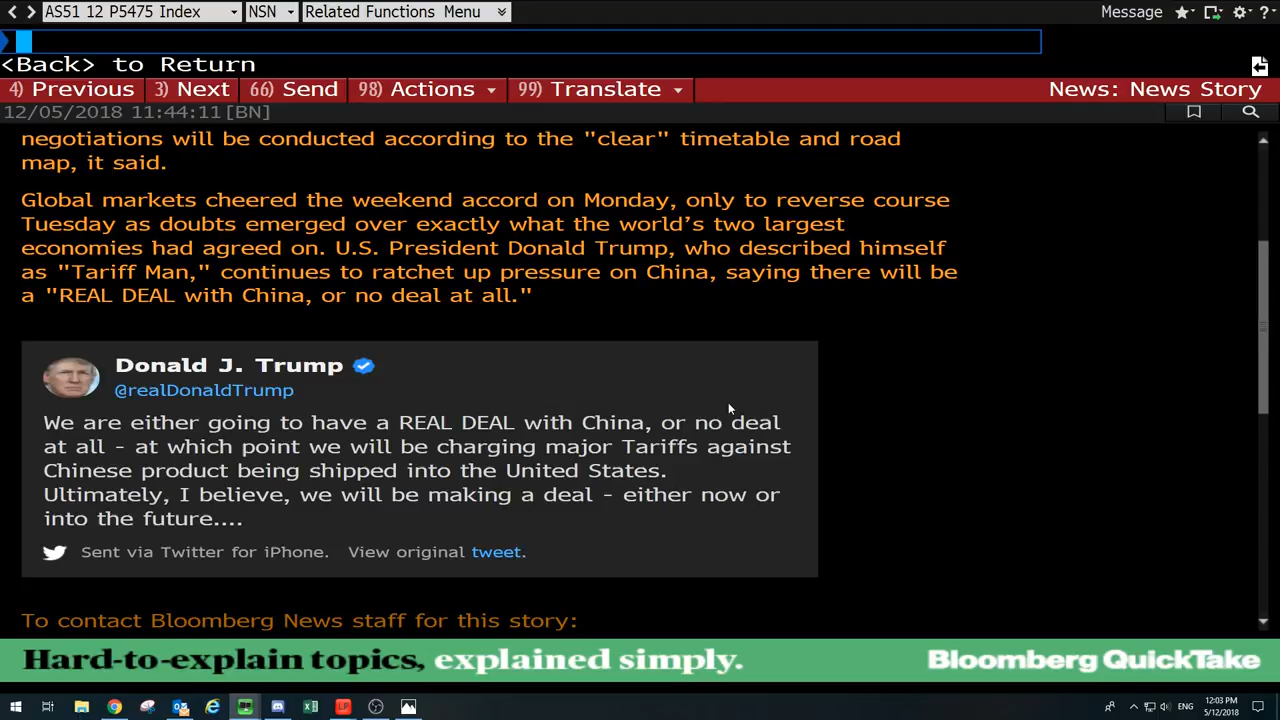 AS51 12 P5475 Index NSN Related Functions Menu Message
<Back> to Return
4) Previous 3) Next 66) Send 98) Actions 99) Translate News: News Story
12/05/2018 11:44:11 [BN]
negotiations will be conducted according to the "clear" timetable and road
map, it said.
Global markets cheered the weekend accord on Monday, only to reverse course
Tuesday as doubts emerged over exactly what the world’s two largest
economies had agreed on. U.S. President Donald Trump, who described himself
as "Tariff Man," continues to ratchet up pressure on China, saying there will be
a "REAL DEAL with China, or no deal at all."
Donald J. Trump
@realDonaldTrump
We are either going to have a REAL DEAL with China, or no deal
at all - at which point we will be charging major Tariffs against
Chinese product being shipped into the United States.
Ultimately, I believe, we will be making a deal - either now or
into the future....
Sent via Twitter for iPhone. View original tweet.
To contact Bloomberg News staff for this story:
Hard-to-explain topics, explained simply. Bloomberg QuickTake
ENG 12:03 PM
5/12/2018